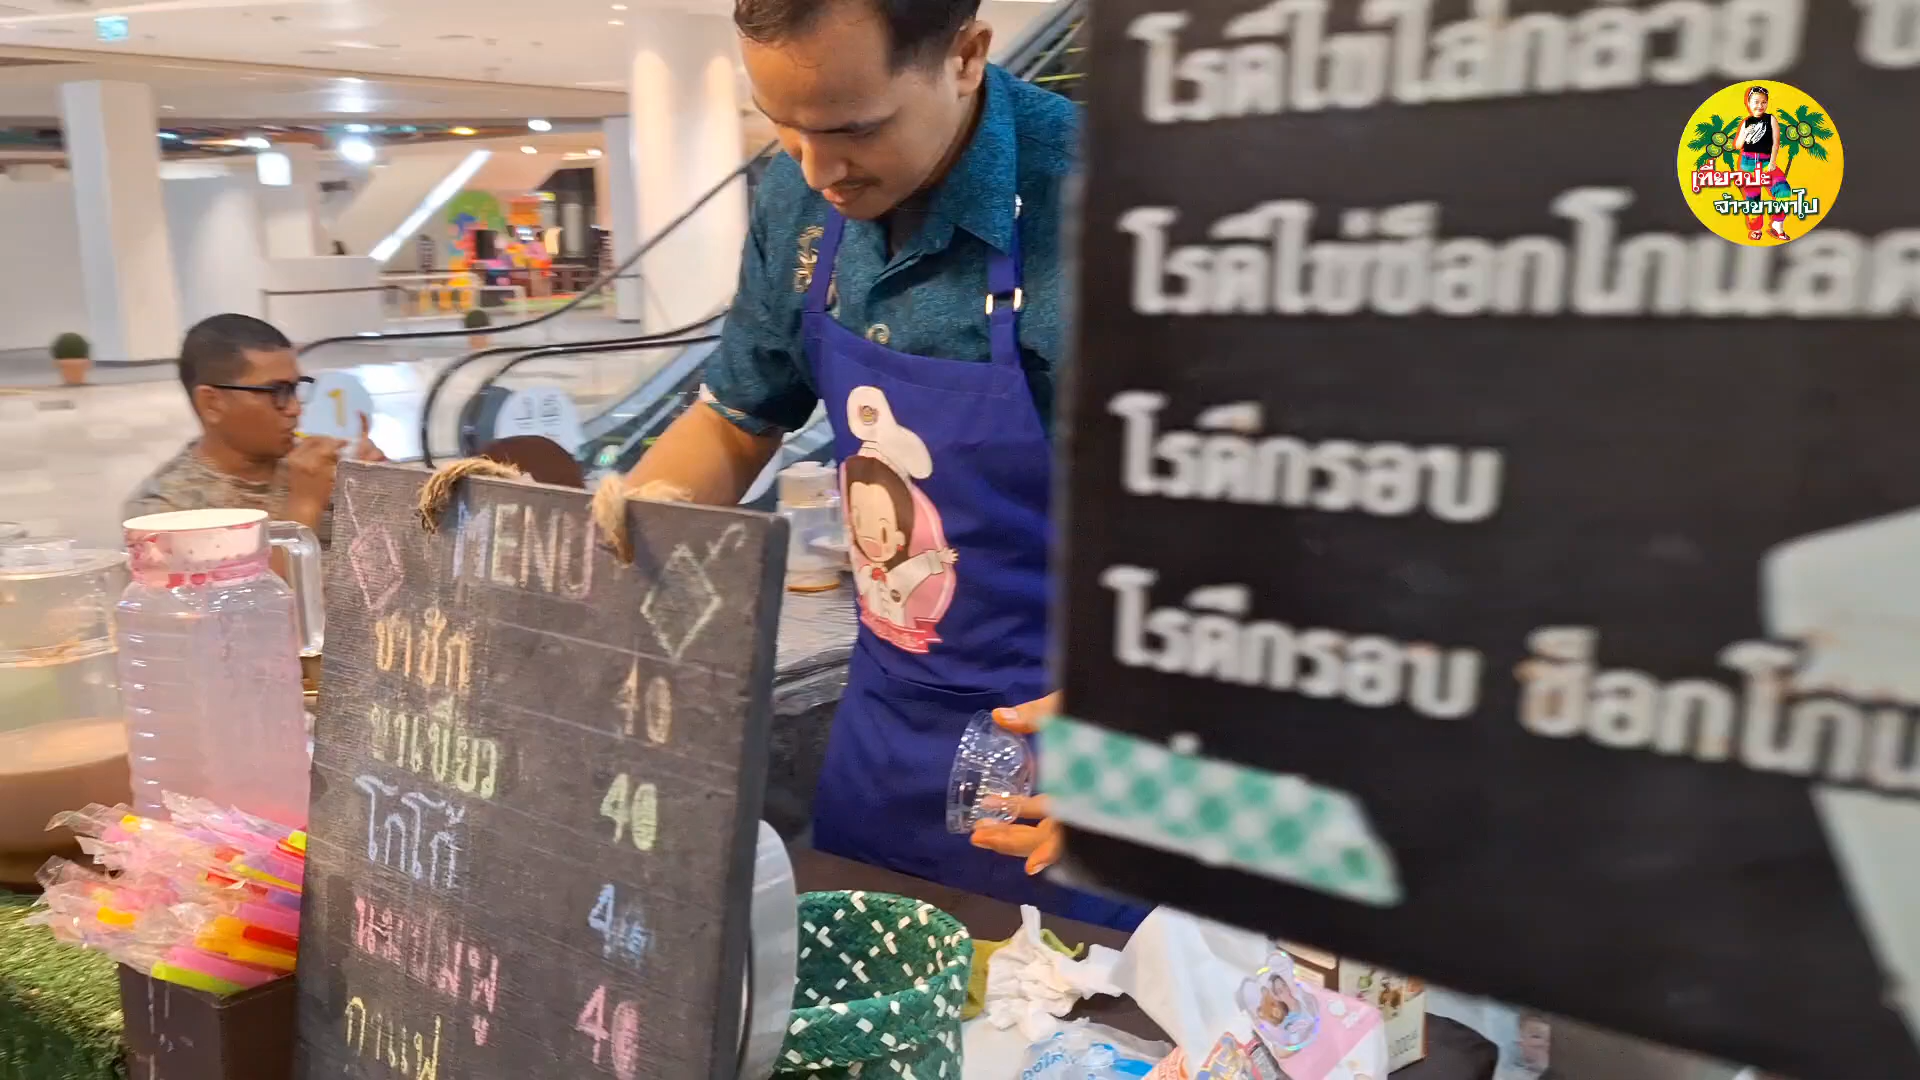 MENU
ชาชัก 40
ชาเขียว 40
โกโก้ 40
นมชมพู 40
กาแฟ
โรตีไข่ใส่กล้วย
โรตีไข่ช็อกโกแลต
โรตีกรอบ
โรตีกรอบ ช็อกโกแ
เที่ยวปะ
จ้าวยาพาไป
1